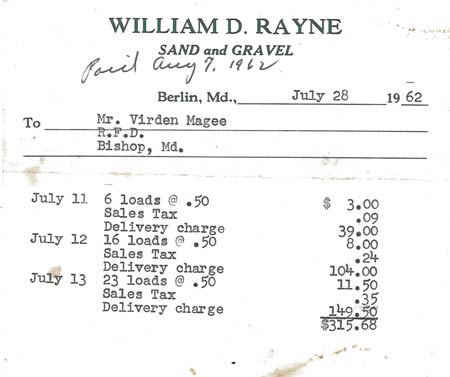 WILLIAM D. RAYNE
SAND and GRAVEL
Paid Aug 7, 1962
Berlin, Md., July 28 1962
To Mr. Virden Magee
R.F.D.
Bishop, Md.
July 11 6 loads @ .50 $ 3.00
Sales Tax .09
Delivery charge 39.00
July 12 16 loads @ .50 8.00
Sales Tax .24
Delivery charge 104.00
July 13 23 loads @ .50 11.50
Sales Tax .35
Delivery charge 149.50
$315.68